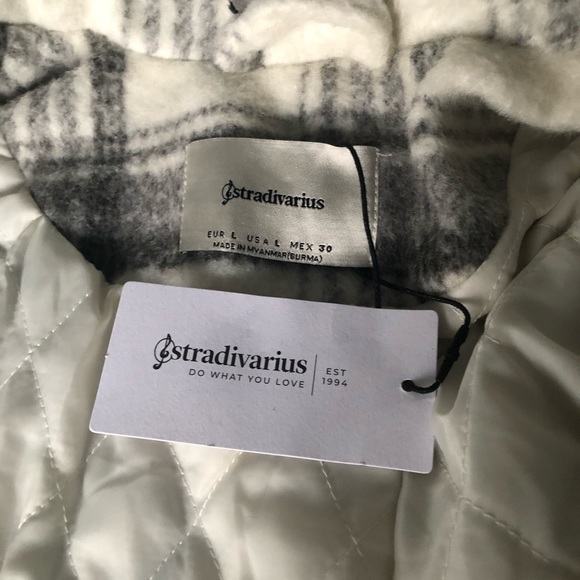 stradivarius
EUR L USA L MEX 30
MADE IN MYANMAR(BURMA)
stradivarius
DO WHAT YOU LOVE
EST
1994